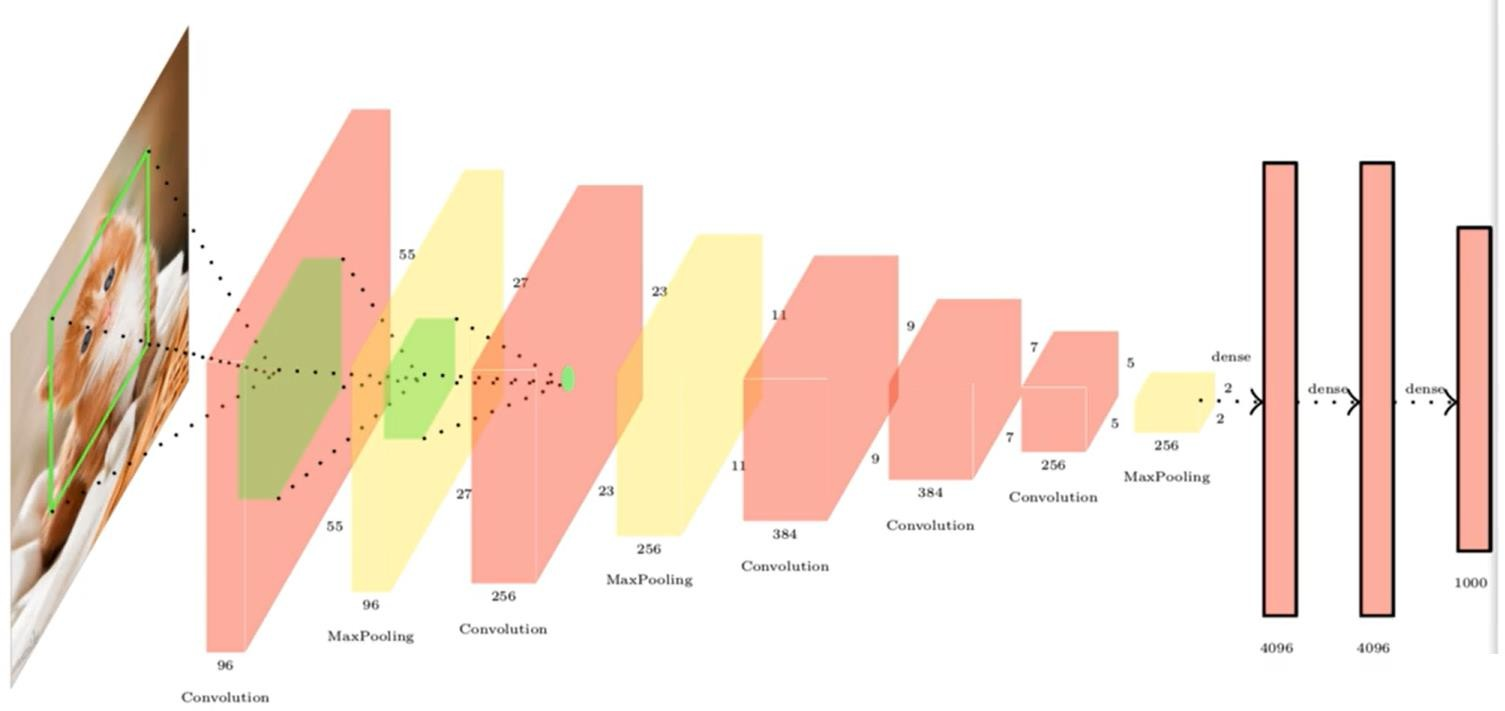 55
55
96
Convolution
27
27
96
MaxPooling
23
23
256
Convolution
11
11
256
MaxPooling
9
9
384
Convolution
7
7
384
Convolution
5
5
256
Convolution
2
2
256
MaxPooling
dense
4096
dense
4096
dense
1000